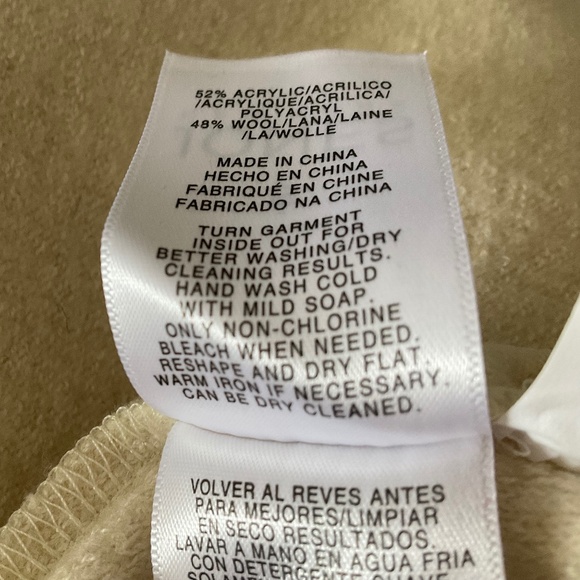 52% ACRYLIC/ACRILICO
/ACRYLIQUE/ACRILICA/
POLYACRYL
48% WOOL/LANA/LAINE
/LA/WOLLE
MADE IN CHINA
HECHO EN CHINA
FABRIQUÉ EN CHINE
FABRICADO NA CHINA
TURN GARMENT
INSIDE OUT FOR
BETTER WASHING/DRY
CLEANING RESULTS.
HAND WASH COLD
WITH MILD SOAP.
ONLY NON-CHLORINE
BLEACH WHEN NEEDED.
RESHAPE AND DRY FLAT.
WARM IRON IF NECESSARY.
CAN BE DRY CLEANED.
VOLVER AL REVES ANTES
PARA MEJORES/LIMPIAR
EN SECO RESULTADOS.
LAVAR A MANO EN AGUA FRIA
CON DETERGENTE SUAVE